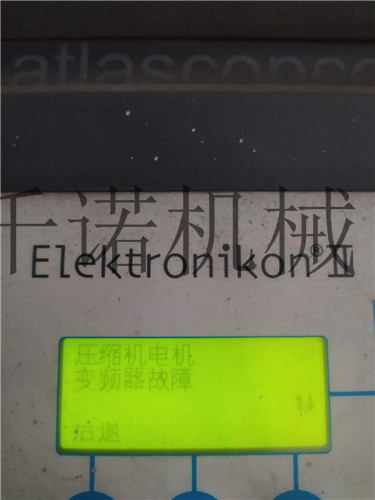 atlascopco
千诺机械
Elektronikon® II
压缩机电机
变频器故障
14
后退